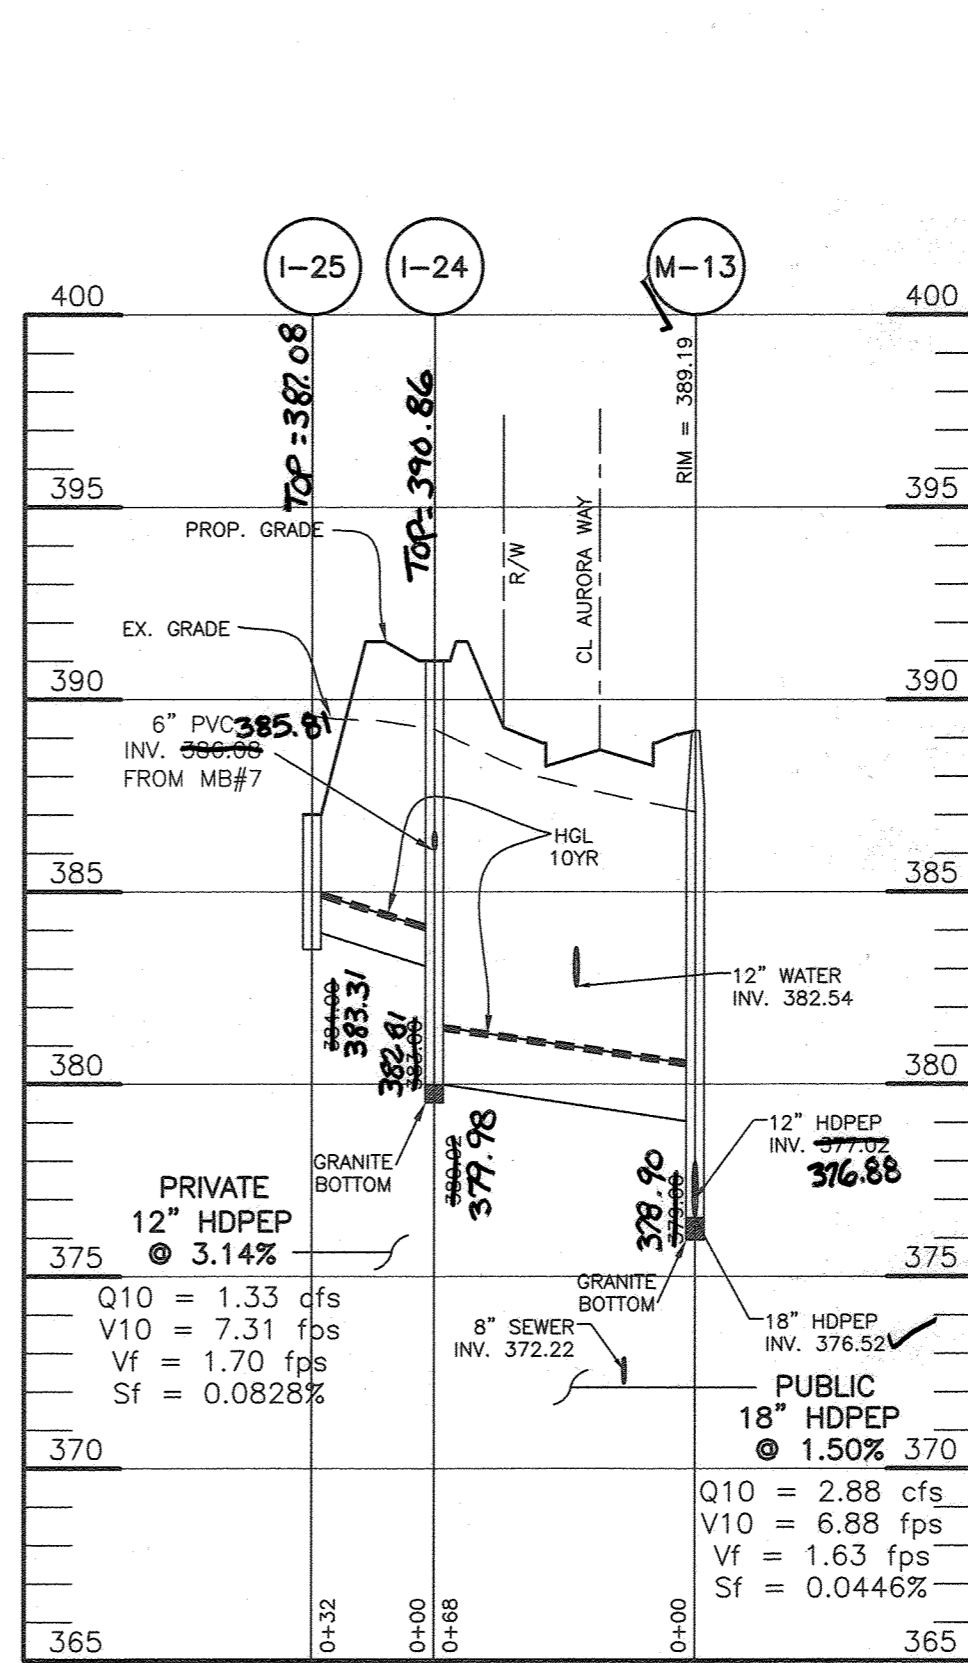 I-25
I-24
M-13
400
400
TOP = 387.08
TOP = 390.86
RIM = 389.19
395
395
PROP. GRADE
R/W
CL AURORA WAY
EX. GRADE
390
390
6" PVC 385.81
INV. 386.08
FROM MB#7
HGL
10YR
385
385
12" WATER
INV. 382.54
384.00
383.31
382.81
383.00
380
380
12" HDPEP
INV. 377.02
376.88
GRANITE
BOTTOM
380.02
379.98
378.90
379.00
PRIVATE
12" HDPEP
@ 3.14%
375
375
GRANITE
BOTTOM
Q10 = 1.33 cfs
V10 = 7.31 fps
Vf = 1.70 fps
Sf = 0.0828%
8" SEWER
INV. 372.22
18" HDPEP
INV. 376.52
PUBLIC
18" HDPEP
@ 1.50%
370
370
Q10 = 2.88 cfs
V10 = 6.88 fps
Vf = 1.63 fps
Sf = 0.0446%
0+32
0+00
0+68
0+00
365
365